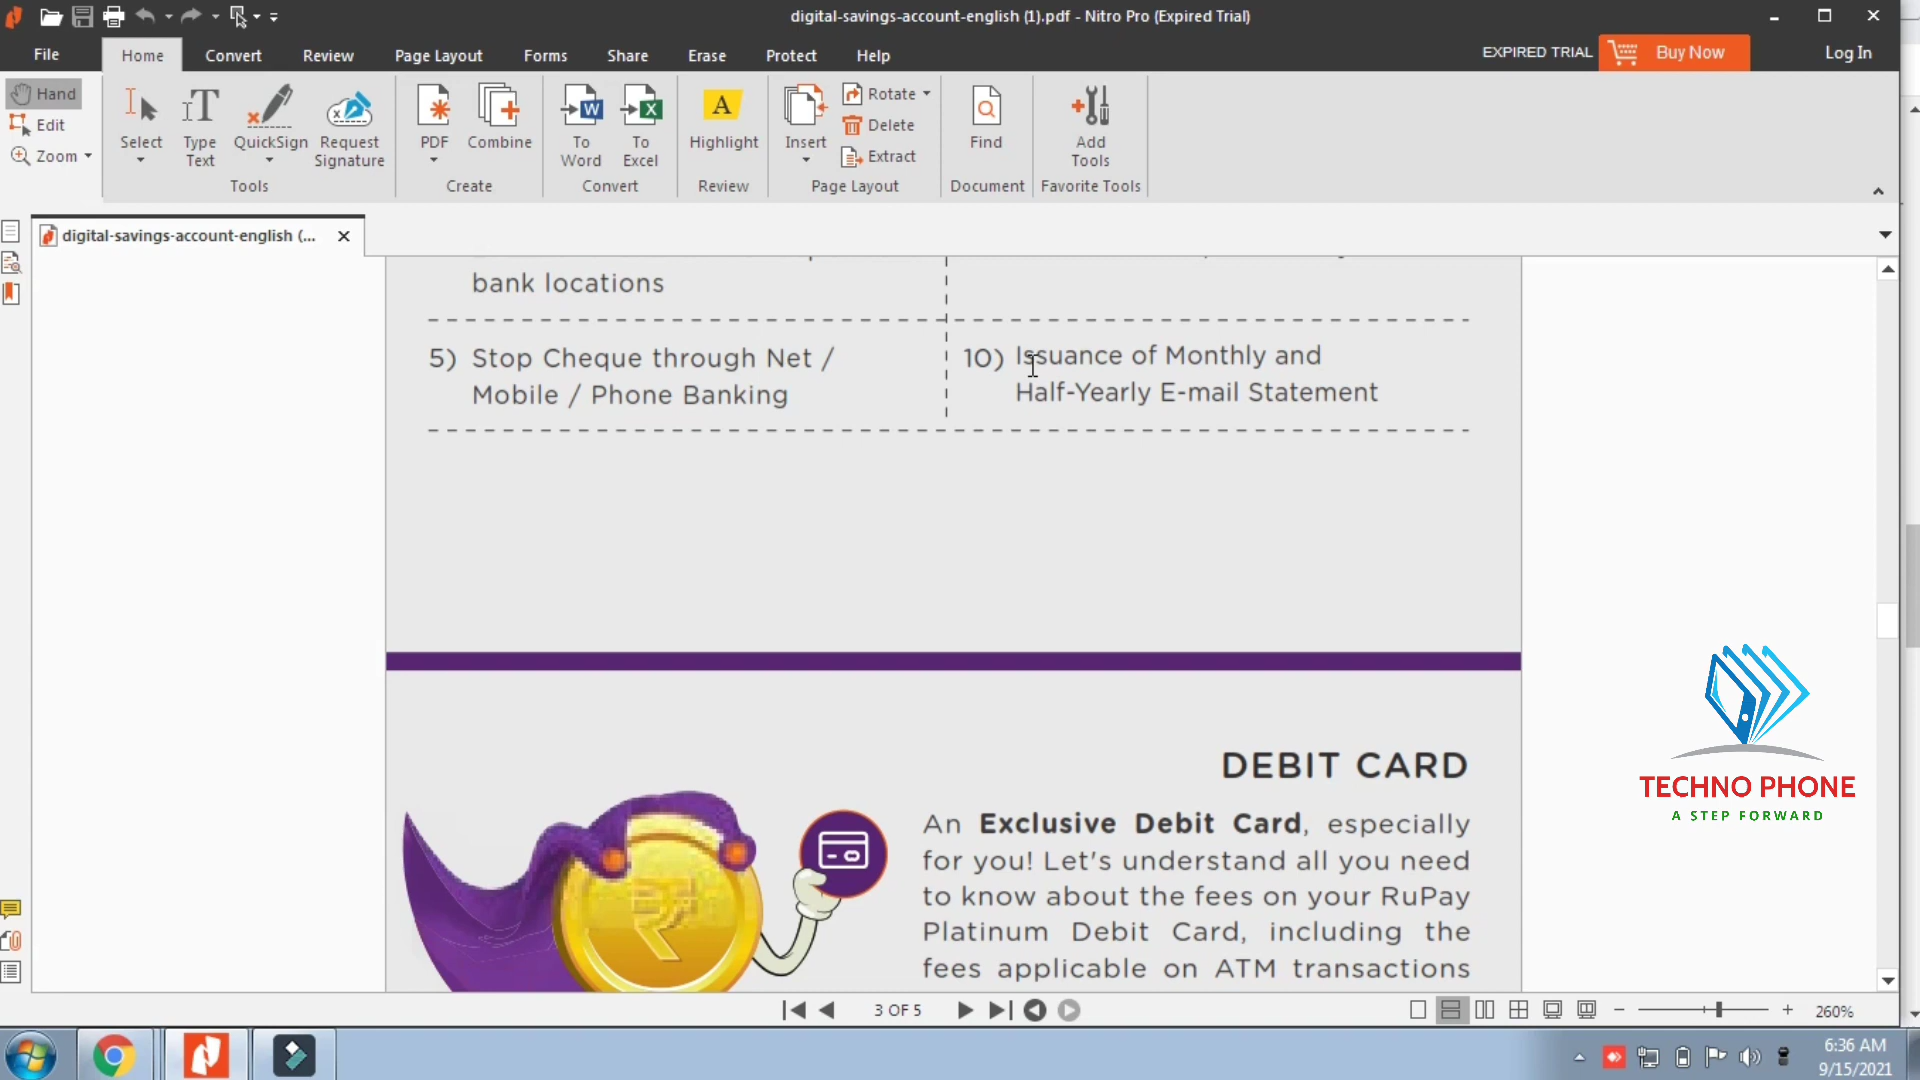 digital-savings-account-english (1).pdf - Nitro Pro (Expired Trial)
File
Home
Convert
Review
Page Layout
Forms
Share
Erase
Protect
Help
EXPIRED TRIAL
Buy Now
Log In
Hand
Edit
Zoom
Select
Type
Text
QuickSign
Request
Signature
Tools
PDF
Combine
Create
To
Word
To
Excel
Convert
Highlight
Review
Insert
Rotate
Delete
Extract
Page Layout
Find
Document
Add
Tools
Favorite Tools
digital-savings-account-english (...
bank locations
5) Stop Cheque through Net /
Mobile / Phone Banking
10) Issuance of Monthly and
Half-Yearly E-mail Statement
DEBIT CARD
An Exclusive Debit Card, especially
for you! Let's understand all you need
to know about the fees on your RuPay
Platinum Debit Card, including the
fees applicable on ATM transactions
TECHNO PHONE
A STEP FORWARD
3 OF 5
260%
6:36 AM
9/15/2021